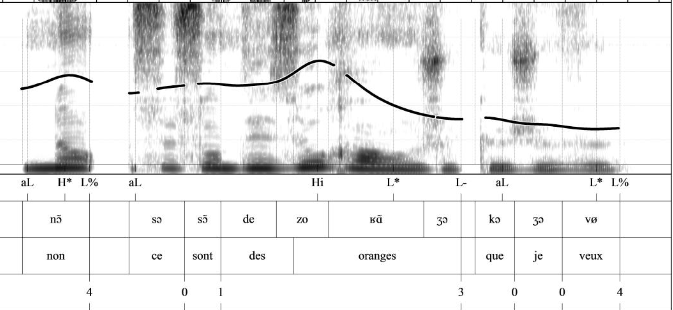 aL H* L% aL Hi L* L- aL L* L%
nɔ̃ sə sɔ̃ de zo ʁɑ̃ ʒə kə ʒə vø
non ce sont des oranges que je veux
4 0 1 3 0 0 4